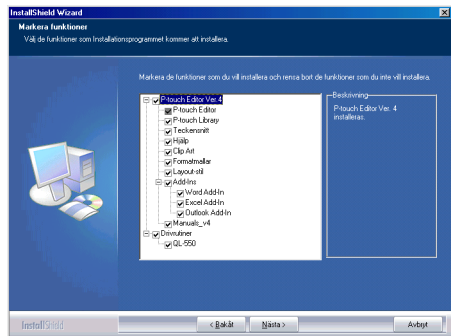 InstallShield Wizard
Markera funktioner
Välj de funktioner som Installationsprogrammet kommer att installera.
Markera de funktioner som du vill installera och rensa bort de funktioner som du inte vill installera.
P-touch Editor Ver. 4
P-touch Editor
P-touch Library
Teckensnitt
Hjälp
Clip Art
Formatmallar
Layout-stil
Add-Ins
Word Add-In
Excel Add-In
Outlook Add-In
Manuals_v4
Drivrutiner
QL-550
Beskrivning
P-touch Editor Ver. 4
installeras.
InstallShield
< Bakåt
Nästa >
Avbryt